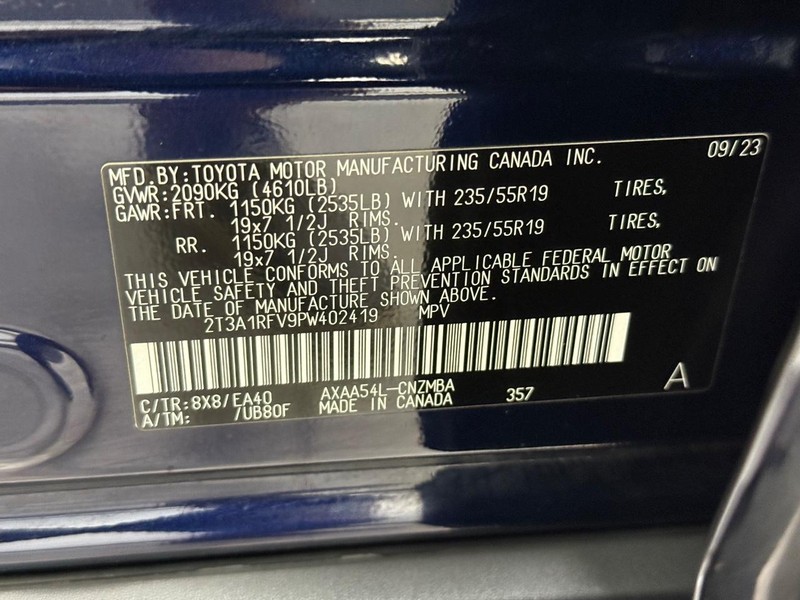 09/23
MFD.BY:TOYOTA MOTOR MANUFACTURING CANADA INC.
GVWR:2090KG (4610LB)
GAWR:FRT. 1150KG (2535LB) WITH 235/55R19 TIRES,
19x7 1/2J RIMS.
RR. 1150KG (2535LB) WITH 235/55R19 TIRES,
19x7 1/2J RIMS.
THIS VEHICLE CONFORMS TO ALL APPLICABLE FEDERAL MOTOR
VEHICLE SAFETY AND THEFT PREVENTION STANDARDS IN EFFECT ON
THE DATE OF MANUFACTURE SHOWN ABOVE.
2T3A1RFV9PW402419 MPV
C/TR:8X8/EA40 AXAA54L-CNZMBA 357 A
A/TM: /UB80F MADE IN CANADA